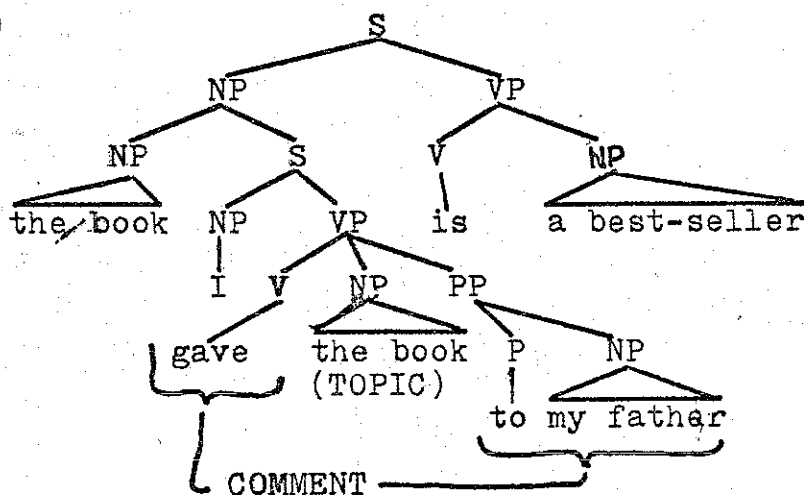 S
NP VP
NP S V NP
the book NP VP is a best-seller
I V NP PP
gave the book P NP
(TOPIC) to my father
COMMENT